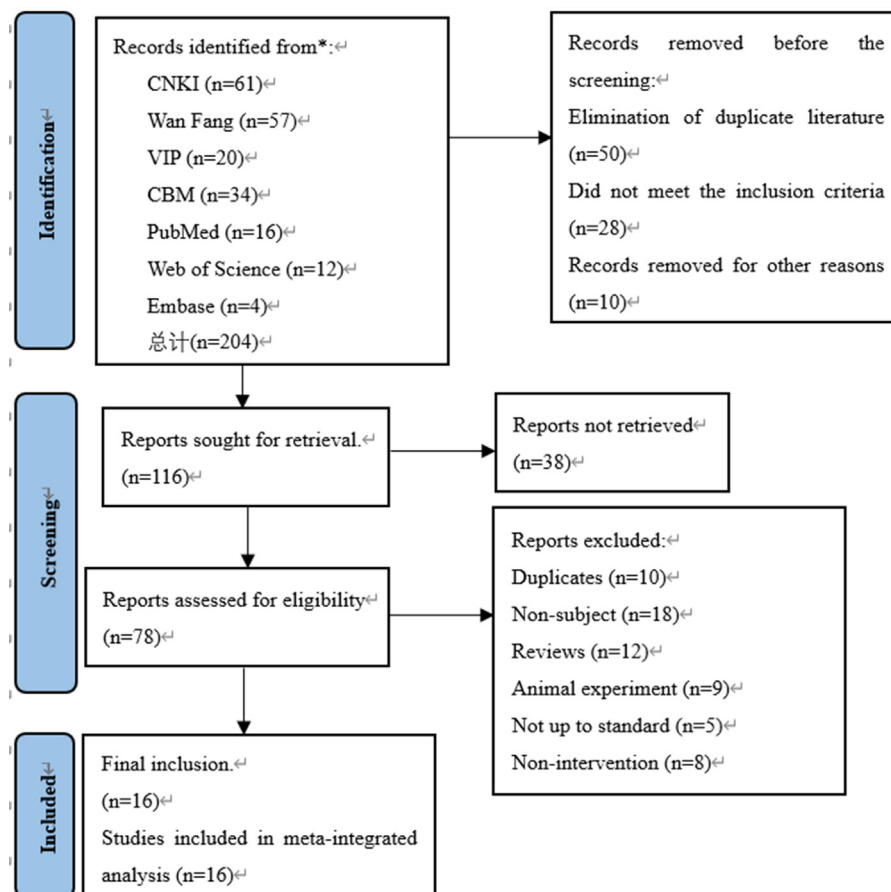 Identification
Records identified from*:↵
CNKI (n=61)↵
Wan Fang (n=57)↵
VIP (n=20)↵
CBM (n=34)↵
PubMed (n=16)↵
Web of Science (n=12)↵
Embase (n=4)↵
总计(n=204)↵
Records removed before the
screening:↵
Elimination of duplicate literature
(n=50)↵
Did not meet the inclusion criteria
(n=28)↵
Records removed for other reasons
(n=10)↵
Screening↵
Reports sought for retrieval.↵
(n=116)↵
Reports not retrieved↵
(n=38)↵
Reports assessed for eligibility↵
(n=78)↵
Reports excluded:↵
Duplicates (n=10)↵
Non-subject (n=18)↵
Reviews (n=12)↵
Animal experiment (n=9)↵
Not up to standard (n=5)↵
Non-intervention (n=8)↵
Included↵
Final inclusion.↵
(n=16)↵
Studies included in meta-integrated
analysis (n=16)↵